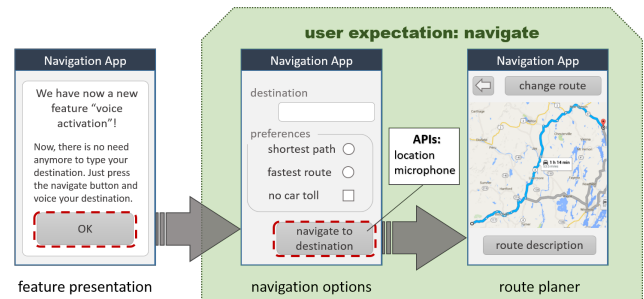 user expectation: navigate
Navigation App
We have now a new
feature “voice
activation”!
Now, there is no need
anymore to type your
destination. Just press
the navigate button and
voice your destination.
OK
feature presentation
Navigation App
destination
preferences
shortest path
fastest route
no car toll
navigate to
destination
APIs:
location
microphone
navigation options
Navigation App
change route
1 h 14 min
route description
route planer